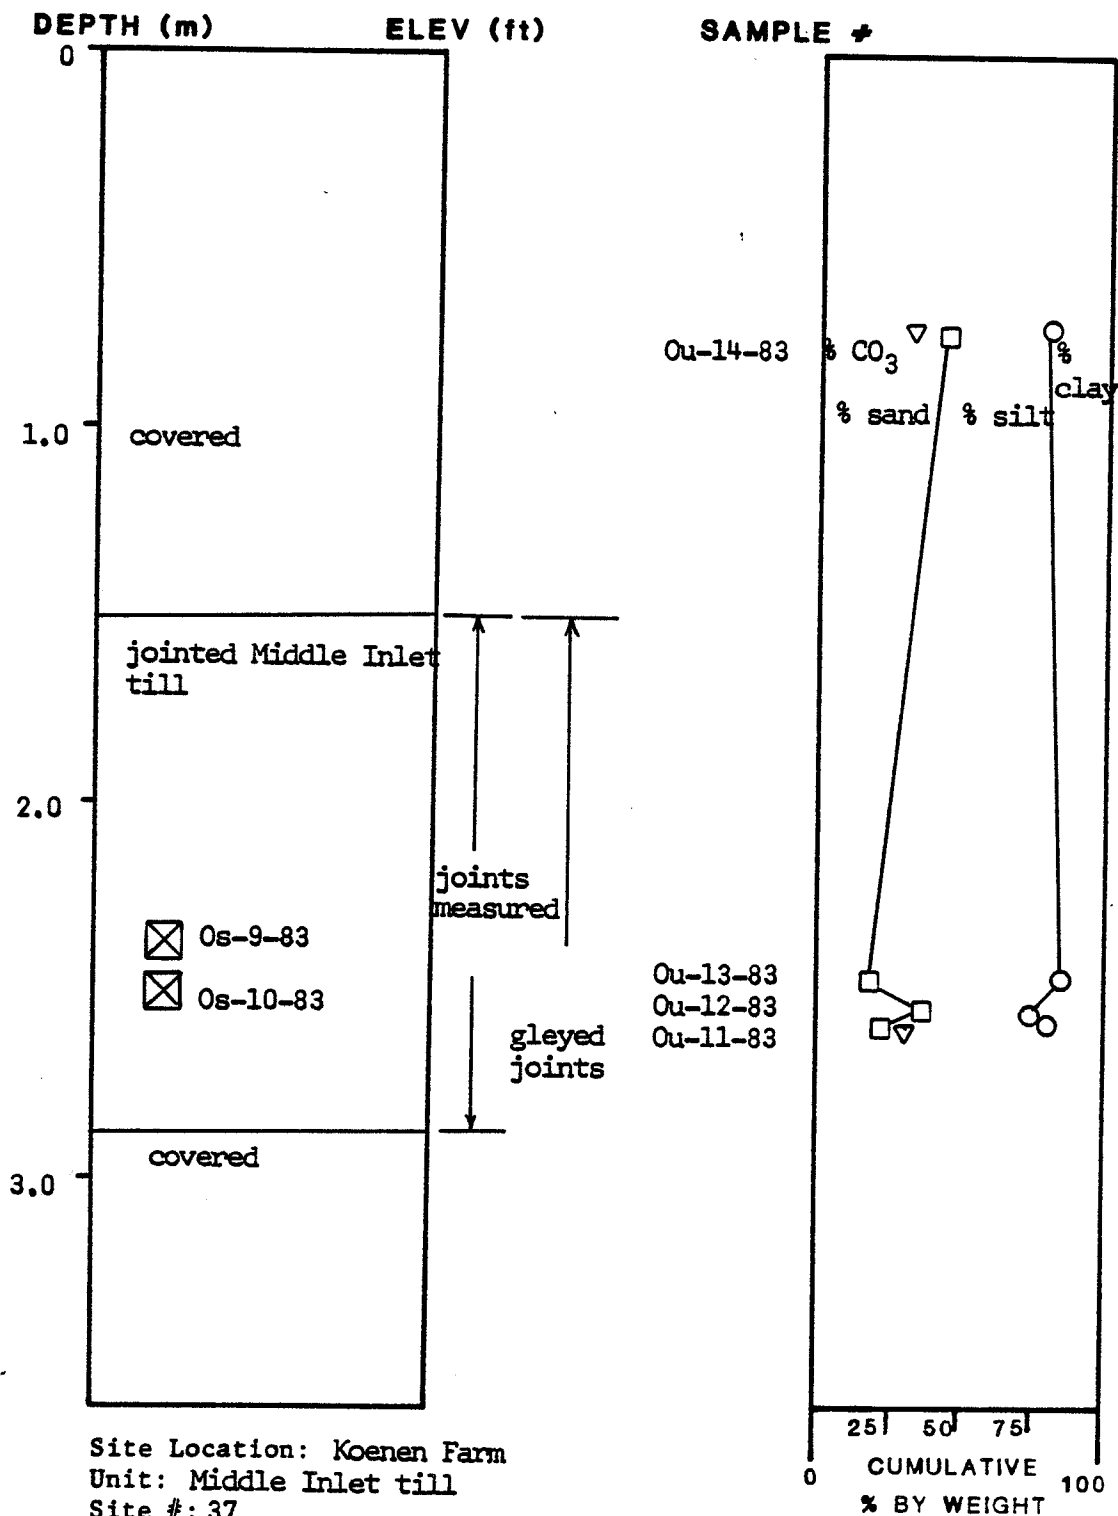 DEPTH (m) ELEV (ft) SAMPLE #
0
Ou-14-83 % CO3 % clay
% sand % silt
1.0 covered
jointed Middle Inlet
till
2.0
joints
measured
Os-9-83
Os-10-83
Ou-13-83
Ou-12-83
Ou-11-83
gleyed
joints
covered
3.0
25 50 75
0 CUMULATIVE 100
% BY WEIGHT
Site Location: Koenen Farm
Unit: Middle Inlet till
Site #: 37